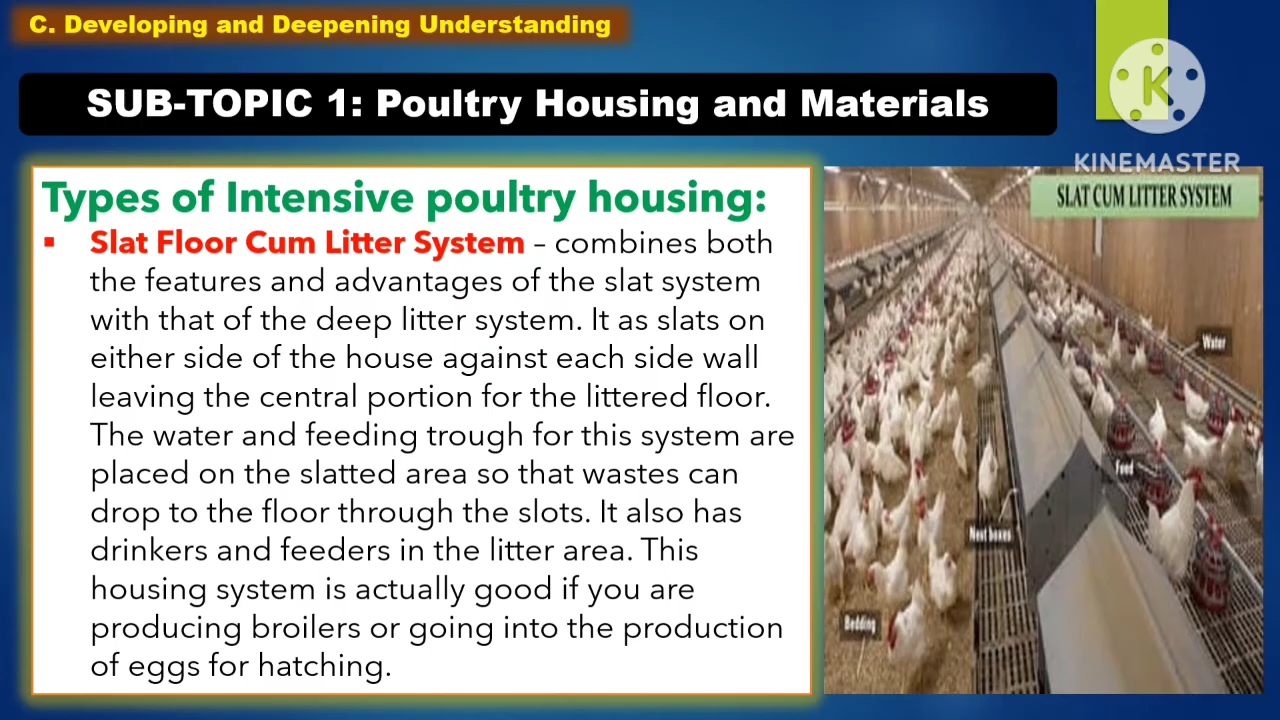 C. Developing and Deepening Understanding
SUB-TOPIC 1: Poultry Housing and Materials
K
KINEMASTER
Types of Intensive poultry housing:
▪ Slat Floor Cum Litter System – combines both
the features and advantages of the slat system
with that of the deep litter system. It as slats on
either side of the house against each side wall
leaving the central portion for the littered floor.
The water and feeding trough for this system are
placed on the slatted area so that wastes can
drop to the floor through the slots. It also has
drinkers and feeders in the litter area. This
housing system is actually good if you are
producing broilers or going into the production
of eggs for hatching.
SLAT CUM LITTER SYSTEM
Water
Feed
Nest boxes
Bedding